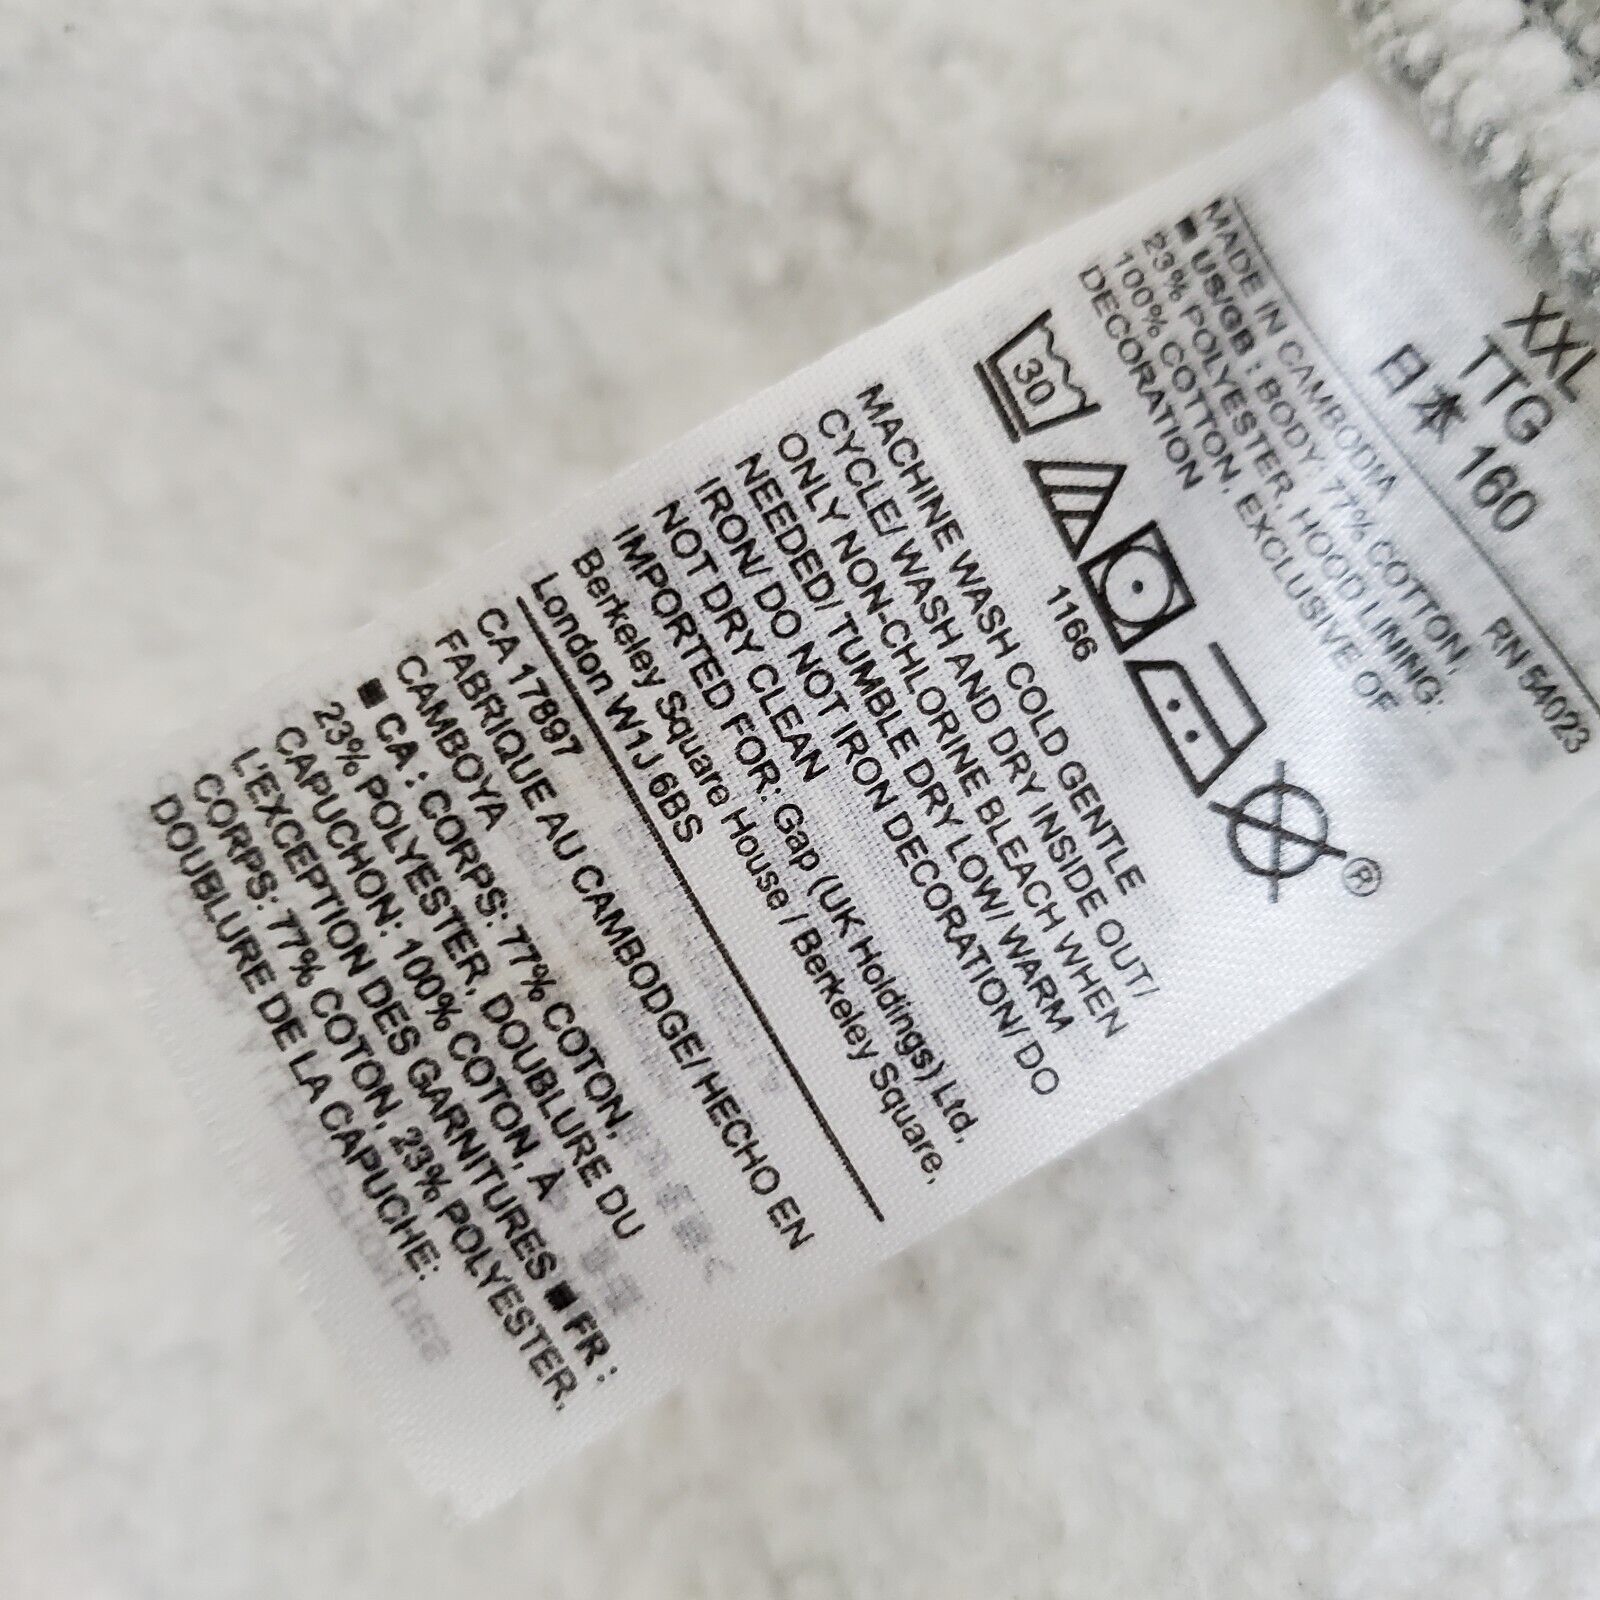 XXL
TTG
日本 160
RN 54023
MADE IN CAMBODIA
■ US/GB : BODY: 77% COTTON,
23% POLYESTER, HOOD LINING:
100% COTTON, EXCLUSIVE OF
DECORATION
30
®
1166
MACHINE WASH COLD GENTLE
CYCLE/ WASH AND DRY INSIDE OUT/
ONLY NON-CHLORINE BLEACH WHEN
NEEDED/ TUMBLE DRY LOW/ WARM
IRON/ DO NOT IRON DECORATION/ DO
NOT DRY CLEAN
IMPORTED FOR: Gap (UK Holdings) Ltd,
Berkeley Square House / Berkeley Square,
London W1J 6BS
CA 17897
FABRIQUE AU CAMBODGE/ HECHO EN
CAMBOYA
■ CA : CORPS: 77% COTON,
23% POLYESTER, DOUBLURE DU
CAPUCHON: 100% COTON, À
L'EXCEPTION DES GARNITURES ■ FR :
CORPS: 77% COTON, 23% POLYESTER,
DOUBLURE DE LA CAPUCHE: